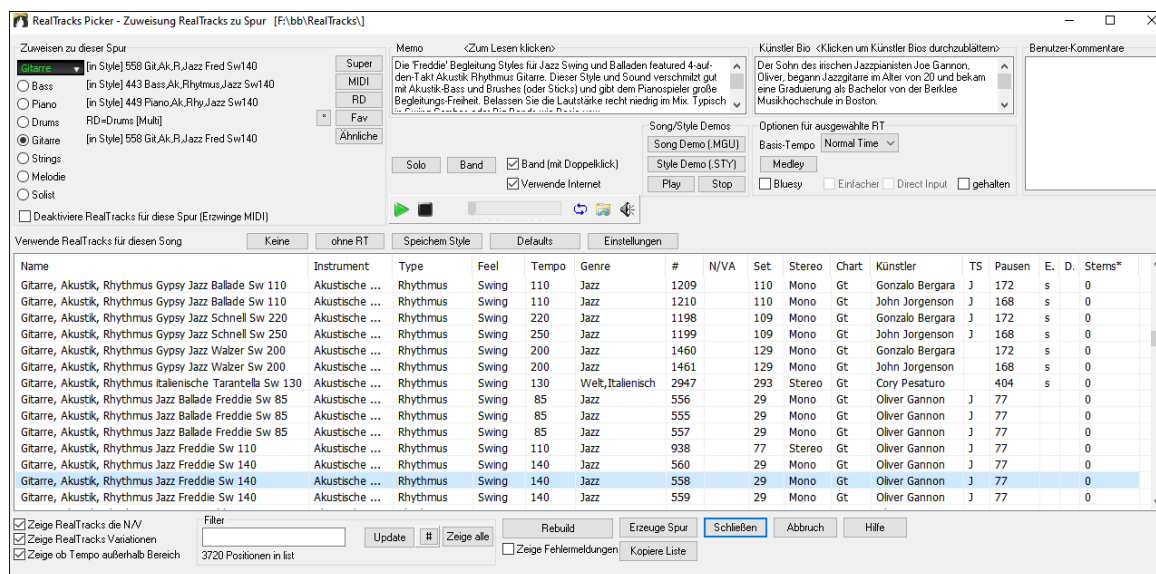 RealTracks Picker - Zuweisung RealTracks zu Spur [F:\bb\RealTracks\]
Zuweisen zu dieser Spur
Gitarre [in Style] 558 Git,Ak,R,Jazz Fred Sw140
Bass [in Style] 443 Bass,Ak,Rhytmus,Jazz Sw140
Piano [in Style] 449 Piano,Ak,Rhy,Jazz Sw140
Drums RD=Drums [Multi]
Gitarre [in Style] 558 Git,Ak,R,Jazz Fred Sw140
Strings
Melodie
Solist
Deaktiviere RealTracks für diese Spur (Erzwinge MIDI)
Super
MIDI
RD
* Fav
Ähnliche
Memo <Zum Lesen klicken>
Die 'Freddie' Begleitung Styles für Jazz Swing und Balladen featured 4-auf-
den-Takt Akustik Rhythmus Gitarre. Dieser Style und Sound verschmilzt gut
mit Akustik-Bass und Brushes (oder Sticks) und gibt dem Pianospieler große
Begleitungs-Freiheit. Belassen Sie die Lautstärke recht niedrig im Mix. Typisch
Künstler Bio <Klicken um Künstler Bios durchzublättern>
Der Sohn des irischen Jazzpianisten Joe Gannon,
Oliver, begann Jazzgitarre im Alter von 20 und bekam
eine Graduierung als Bachelor von der Berklee
Musikhochschule in Boston.
Benutzer-Kommentare
Solo Band Band (mit Doppelklick)
Verwende Internet
Song/Style Demos
Song Demo (.MGU)
Style Demo (.STY)
Play Stop
Optionen für ausgewählte RT
Basis-Tempo Normal Time
Medley
Bluesy Einfacher Direct Input gehalten
Verwende RealTracks für diesen Song Keine ohne RT Speichern Style Defaults Einstellungen
Name Instrument Type Feel Tempo Genre # N/VA Set Stereo Chart Künstler TS Pausen E. D. Stems*
Gitarre, Akustik, Rhythmus Gypsy Jazz Ballade Sw 110 Akustische ... Rhythmus Swing 110 Jazz 1209 110 Mono Gt Gonzalo Bergara J 172 s 0
Gitarre, Akustik, Rhythmus Gypsy Jazz Ballade Sw 110 Akustische ... Rhythmus Swing 110 Jazz 1210 110 Mono Gt John Jorgenson J 168 s 0
Gitarre, Akustik, Rhythmus Gypsy Jazz Schnell Sw 220 Akustische ... Rhythmus Swing 220 Jazz 1198 109 Mono Gt Gonzalo Bergara J 172 s 0
Gitarre, Akustik, Rhythmus Gypsy Jazz Schnell Sw 250 Akustische ... Rhythmus Swing 250 Jazz 1199 109 Mono Gt John Jorgenson J 168 s 0
Gitarre, Akustik, Rhythmus Gypsy Jazz Walzer Sw 200 Akustische ... Rhythmus Swing 200 Jazz 1460 129 Mono Gt Gonzalo Bergara 172 s 0
Gitarre, Akustik, Rhythmus Gypsy Jazz Walzer Sw 200 Akustische ... Rhythmus Swing 200 Jazz 1461 129 Mono Gt John Jorgenson 168 s 0
Gitarre, Akustik, Rhythmus italienische Tarantella Sw 130 Akustische ... Rhythmus Swing 130 Welt,Italienisch 2947 293 Stereo Gt Cory Pesaturo 404 s 0
Gitarre, Akustik, Rhythmus Jazz Ballade Freddie Sw 85 Akustische ... Rhythmus Swing 85 Jazz 556 29 Mono Gt Oliver Gannon J 77 0
Gitarre, Akustik, Rhythmus Jazz Ballade Freddie Sw 85 Akustische ... Rhythmus Swing 85 Jazz 555 29 Mono Gt Oliver Gannon J 77 0
Gitarre, Akustik, Rhythmus Jazz Ballade Freddie Sw 85 Akustische ... Rhythmus Swing 85 Jazz 557 29 Mono Gt Oliver Gannon J 77 0
Gitarre, Akustik, Rhythmus Jazz Freddie Sw 110 Akustische ... Rhythmus Swing 110 Jazz 938 77 Stereo Gt Oliver Gannon J 77 0
Gitarre, Akustik, Rhythmus Jazz Freddie Sw 140 Akustische ... Rhythmus Swing 140 Jazz 560 29 Mono Gt Oliver Gannon J 77 0
Gitarre, Akustik, Rhythmus Jazz Freddie Sw 140 Akustische ... Rhythmus Swing 140 Jazz 558 29 Mono Gt Oliver Gannon J 77 0
Gitarre, Akustik, Rhythmus Jazz Freddie Sw 140 Akustische ... Rhythmus Swing 140 Jazz 559 29 Mono Gt Oliver Gannon J 77 0
Zeige RealTracks die N/V
Zeige RealTracks Variationen
Zeige ob Tempo außerhalb Bereich
Filter
Update # Zeige alle
3720 Positionen in list
Rebuild Erzeuge Spur Schließen Abbruch Hilfe
Zeige Fehlermeldungen Kopiere Liste